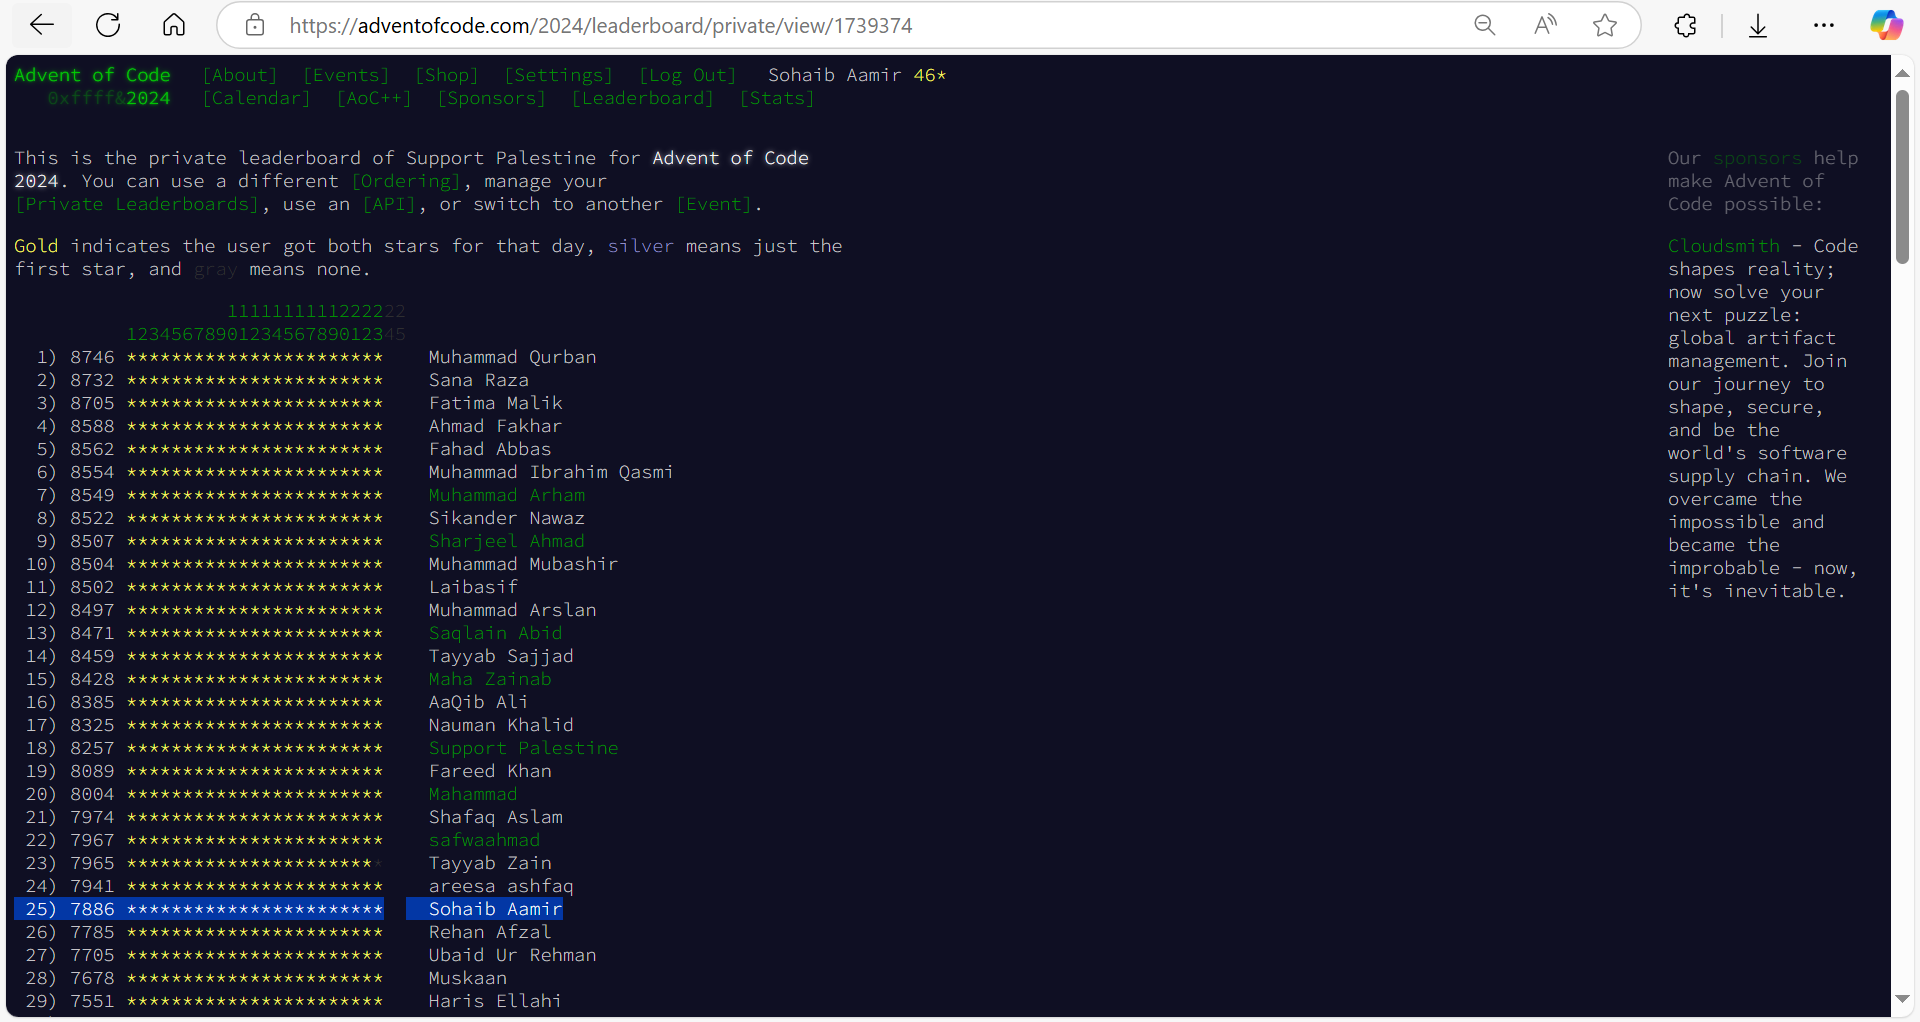 https://adventofcode.com/2024/leaderboard/private/view/1739374
Advent of Code [About] [Events] [Shop] [Settings] [Log Out] Sohaib Aamir 46*
0xffff&2024 [Calendar] [AoC++] [Sponsors] [Leaderboard] [Stats]
This is the private leaderboard of Support Palestine for Advent of Code
2024. You can use a different [Ordering], manage your
[Private Leaderboards], use an [API], or switch to another [Event].
Gold indicates the user got both stars for that day, silver means just the
first star, and gray means none.
1111111111222222
1234567890123456789012345
1) 8746 *********************** Muhammad Qurban
2) 8732 *********************** Sana Raza
3) 8705 *********************** Fatima Malik
4) 8588 *********************** Ahmad Fakhar
5) 8562 *********************** Fahad Abbas
6) 8554 *********************** Muhammad Ibrahim Qasmi
7) 8549 *********************** Muhammad Arham
8) 8522 *********************** Sikander Nawaz
9) 8507 *********************** Sharjeel Ahmad
10) 8504 *********************** Muhammad Mubashir
11) 8502 *********************** Laibasif
12) 8497 *********************** Muhammad Arslan
13) 8471 *********************** Saqlain Abid
14) 8459 *********************** Tayyab Sajjad
15) 8428 *********************** Maha Zainab
16) 8385 *********************** AaQib Ali
17) 8325 *********************** Nauman Khalid
18) 8257 *********************** Support Palestine
19) 8089 *********************** Fareed Khan
20) 8004 *********************** Mahammad
21) 7974 *********************** Shafaq Aslam
22) 7967 *********************** safwaahmad
23) 7965 *********************** Tayyab Zain
24) 7941 *********************** areesa ashfaq
25) 7886 *********************** Sohaib Aamir
26) 7785 *********************** Rehan Afzal
27) 7705 *********************** Ubaid Ur Rehman
28) 7678 *********************** Muskaan
29) 7551 *********************** Haris Ellahi
Our sponsors help
make Advent of
Code possible:
Cloudsmith - Code
shapes reality;
now solve your
next puzzle:
global artifact
management. Join
our journey to
shape, secure,
and be the
world's software
supply chain. We
overcame the
impossible and
became the
improbable - now,
it's inevitable.